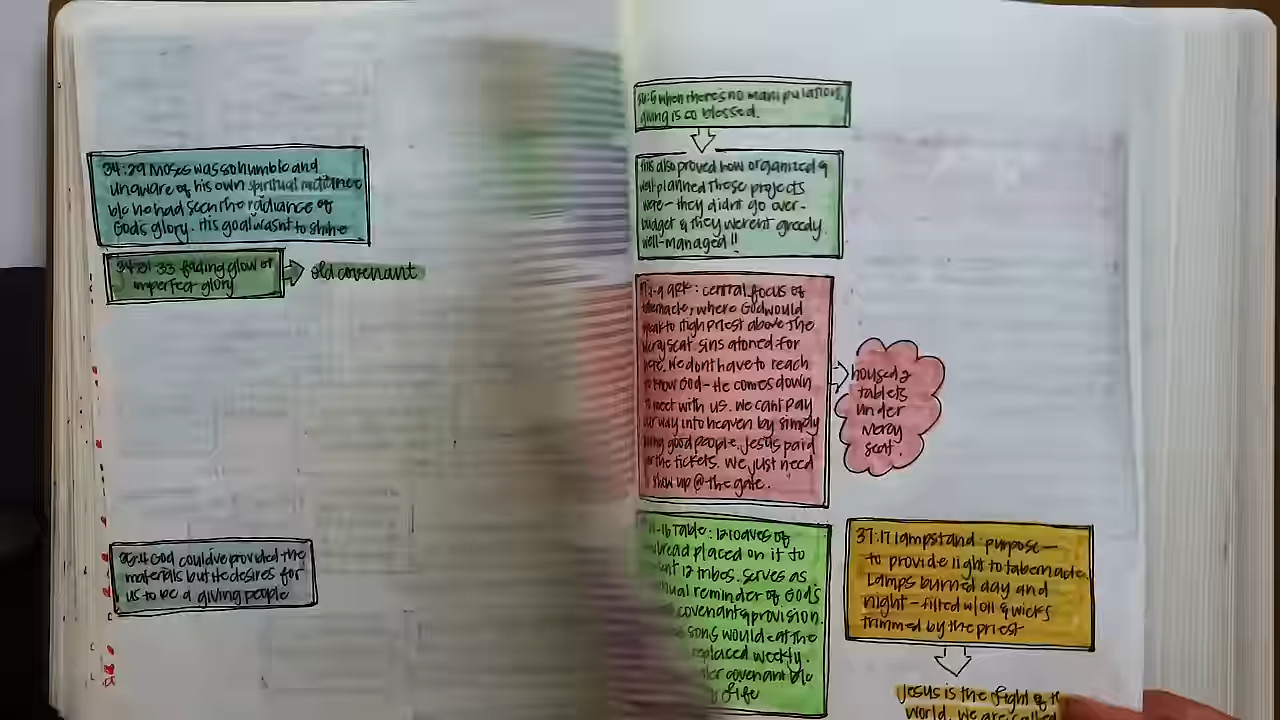 34:29 Moses was so humble and
unaware of his own spiritual radiance
b/c he had seen the radiance of
God's glory. His goal wasn't to shine
34:31-33 fading glow or
imperfect glory
old covenant
35:4 God could've provided the
materials but He desires for
us to be a giving people
36:5 when there's no manipulation,
giving is so blessed.
this also proved how organized &
well planned these projects
were - they didn't go over-
budget & they weren't greedy.
well-managed!!
ARK: central focus of
tabernacle, where God would
speak to High Priest above the
Mercy seat. Sins atoned for
here. We don't have to reach
to know God - He comes down
to meet with us. We can't pay
our way into heaven by simply
being good people. Jesus paid
for the tickets. We just need
to show up @ the gate.
housed 2
tablets
under
mercy
seat.
-16 Table: 12 loaves of
bread placed on it to
12 tribes. Serves as
reminder of God's
covenant & provision.
sons would eat the
replaced weekly.
covenant b/c
of life
37:17 lampstand: purpose -
to provide light to tabernacle.
Lamps burned day and
night - filled w/ oil & wicks
trimmed by the priest
Jesus is the light of
world. We are called